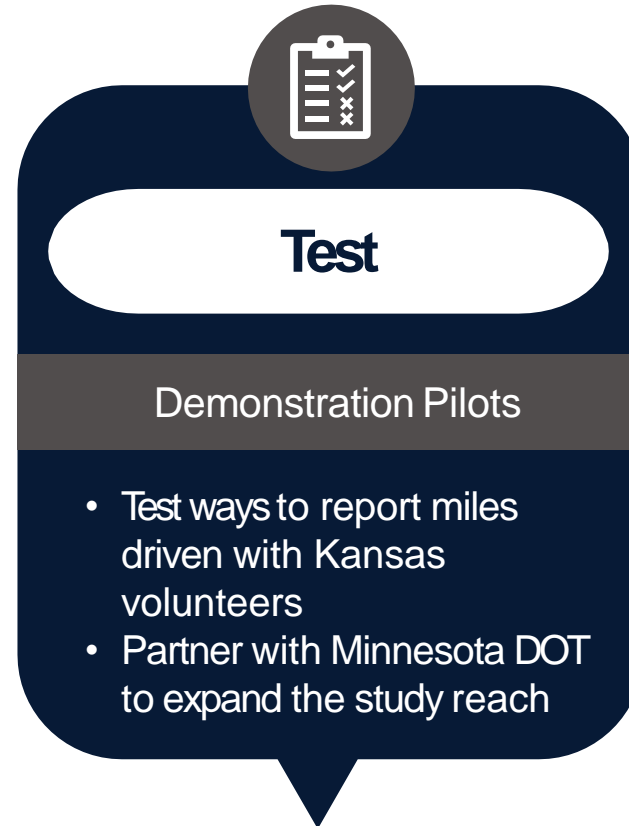 Test
Demonstration Pilots
• Test ways to report miles
driven with Kansas
volunteers
• Partner with Minnesota DOT
to expand the study reach